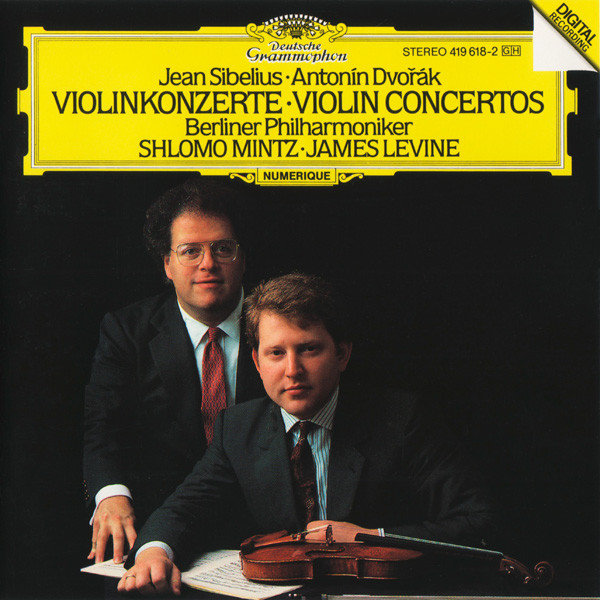 Deutsche
Grammophon
STEREO 419 618-2 GH
DIGITAL
RECORDING
Jean Sibelius · Antonín Dvořák
VIOLINKONZERTE · VIOLIN CONCERTOS
Berliner Philharmoniker
SHLOMO MINTZ · JAMES LEVINE
NUMERIQUE